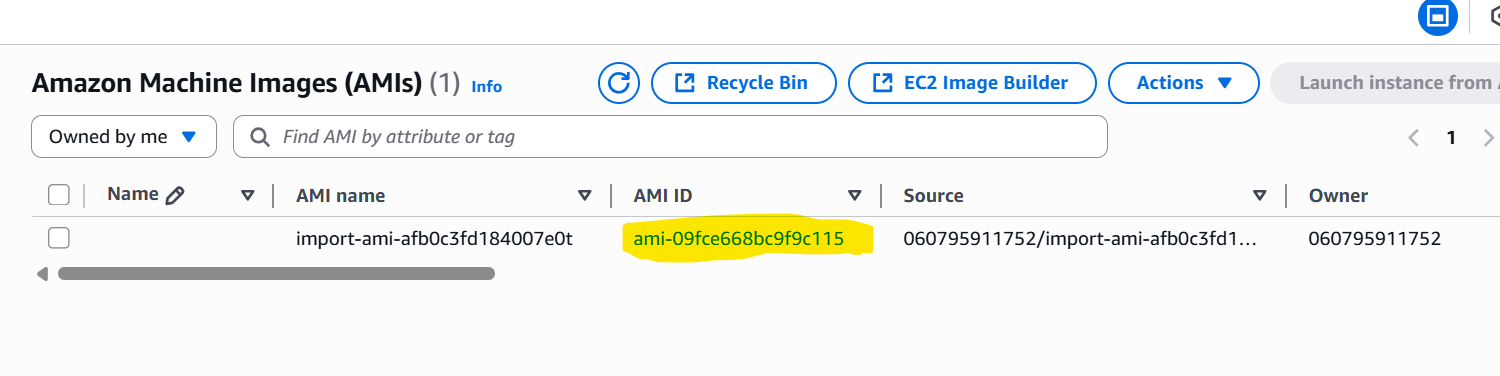 Amazon Machine Images (AMIs) (1) Info Recycle Bin EC2 Image Builder Actions Launch instance from
Owned by me Find AMI by attribute or tag 1
Name AMI name AMI ID Source Owner
import-ami-afb0c3fd184007e0t ami-09fce668bc9f9c115 060795911752/import-ami-afb0c3fd1… 060795911752